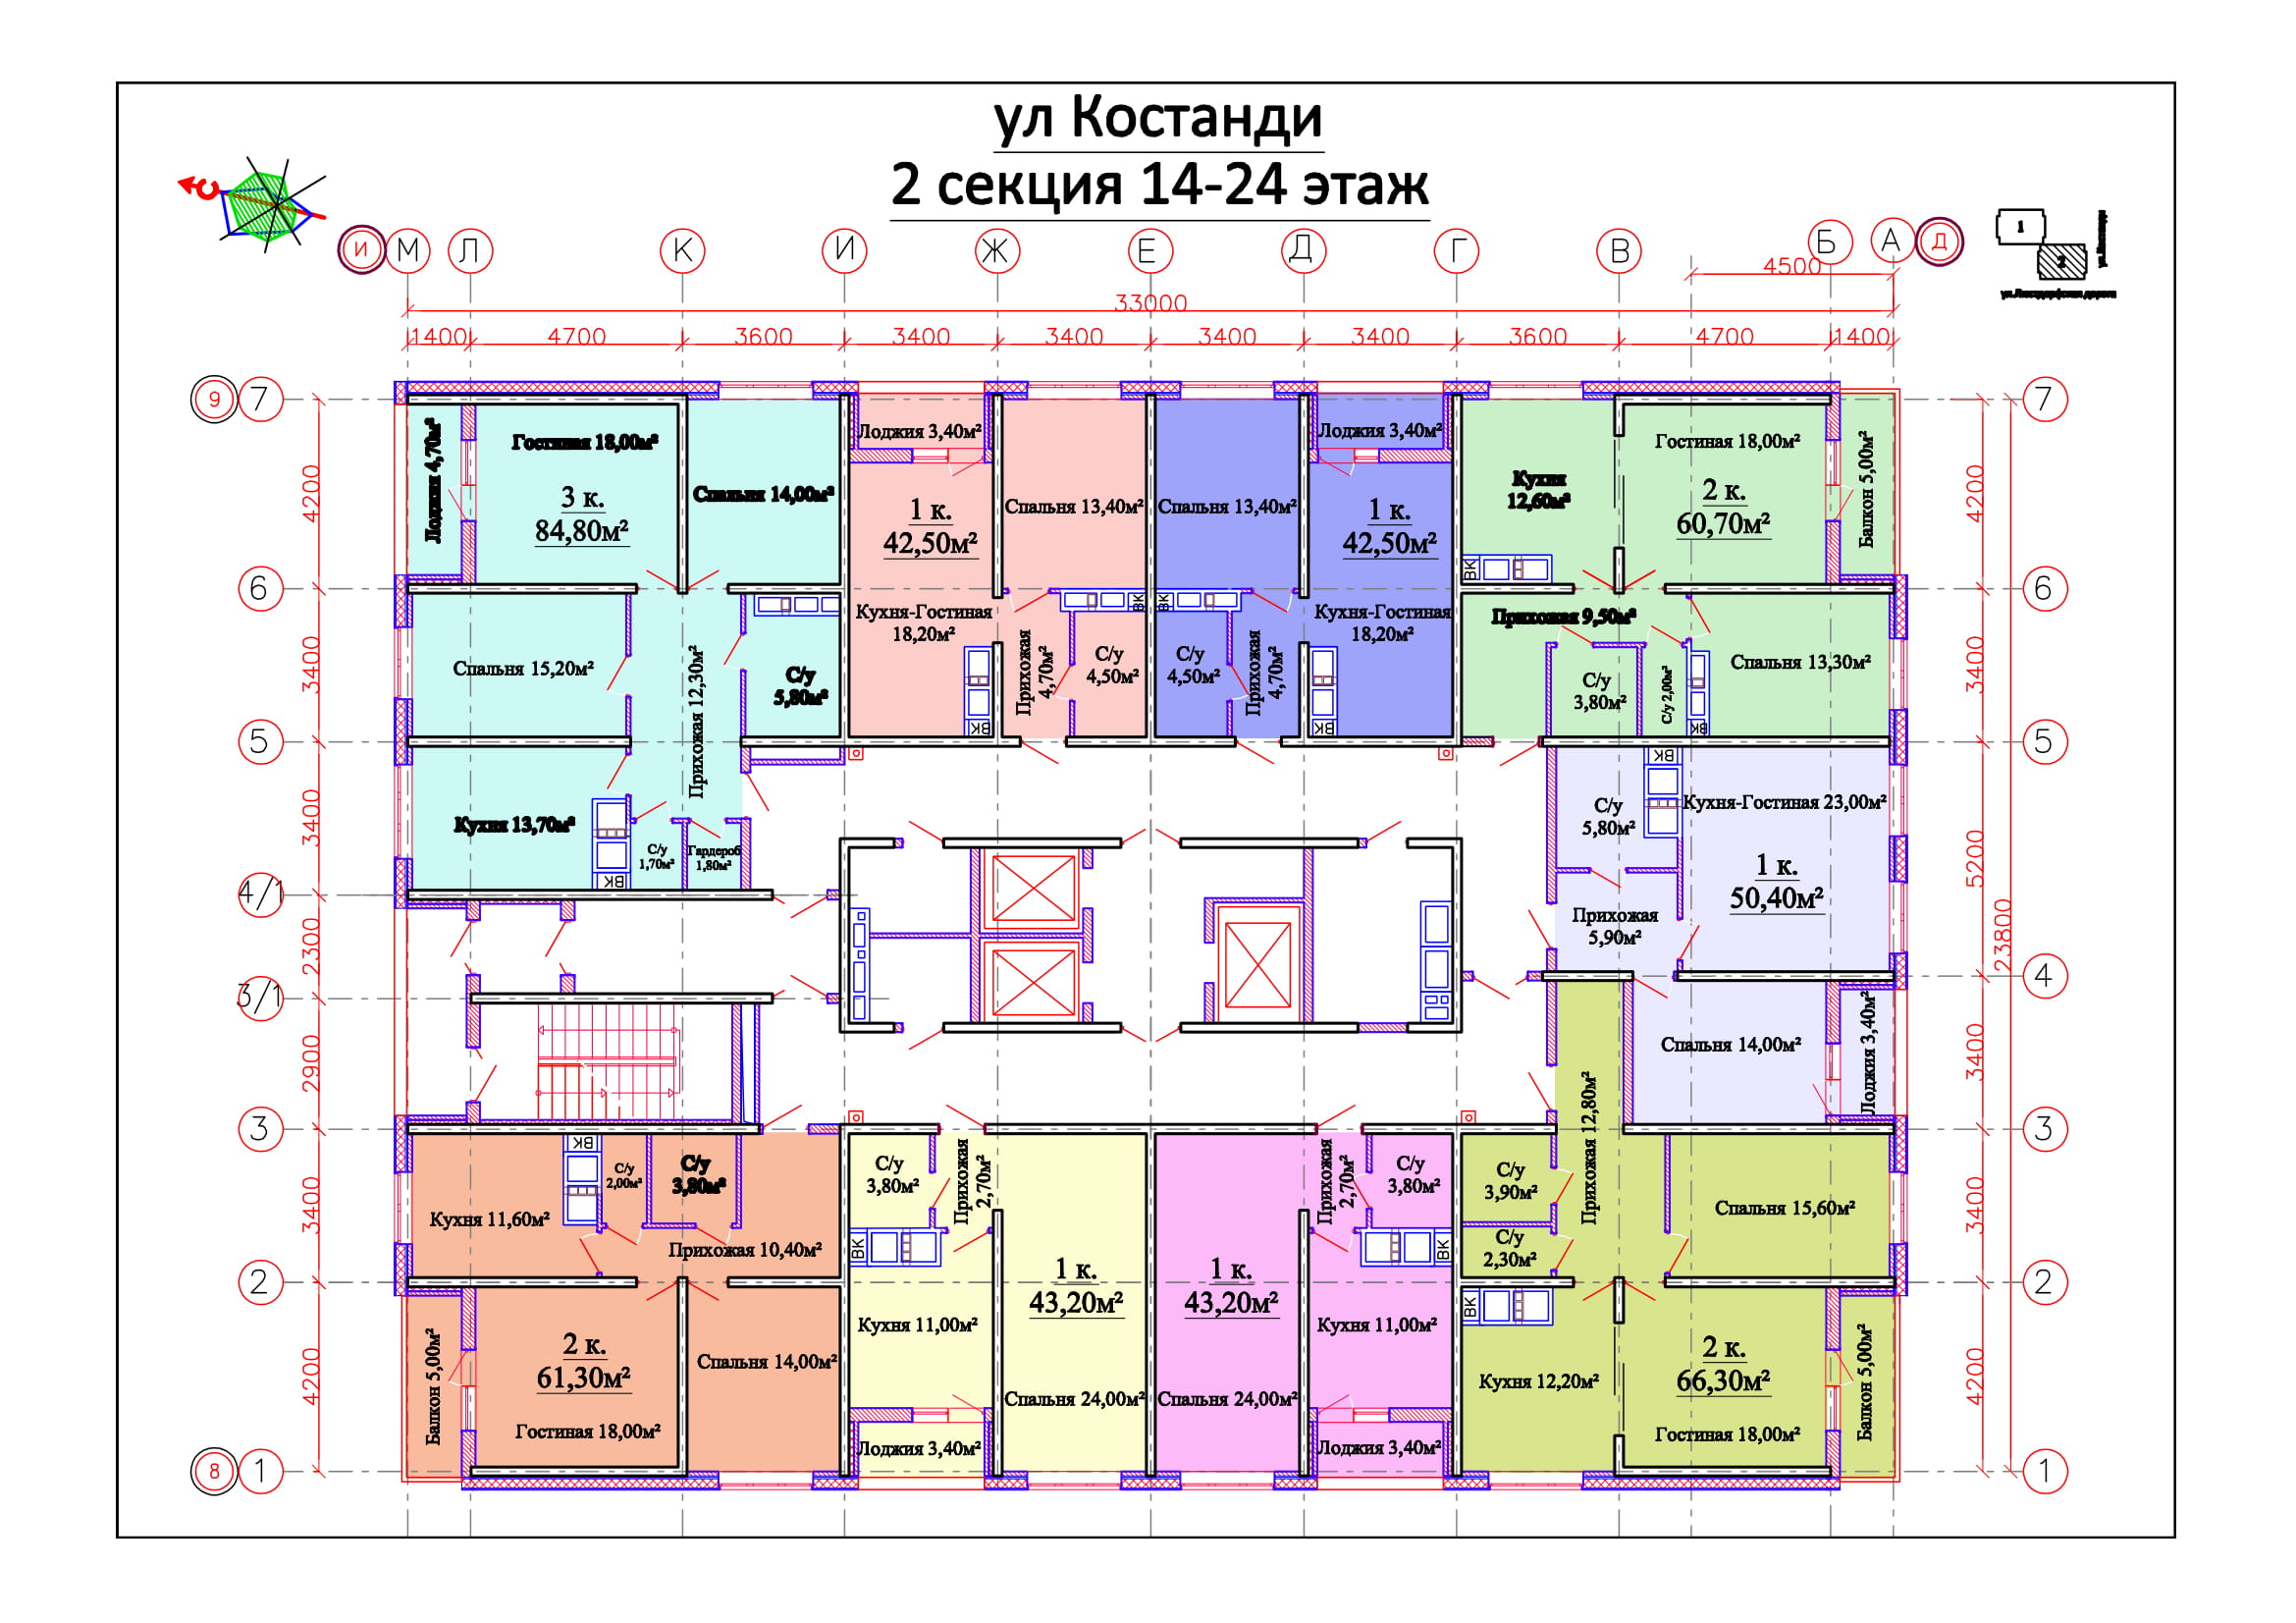 ул Костанди
2 секция 14-24 этаж
С
1
2
ул.Костанди
ул.Люстдорфская дорога
И М Л К И Ж Е Д Г В Б А Д
4500
33000
1400 4700 3600 3400 3400 3400 3400 3600 4700 1400
9 7
7
4200
4200
6
6
3400
3400
5
5
3400
5200
4/1
2300
23800
4
3/1
2900
3400
3
3
3400
3400
2
2
4200
4200
8 1
1
Лоджия 4,70м²
Гостиная 18,00м²
3 к.
84,80м²
Спальня 14,00м²
Спальня 15,20м²
Прихожая 12,30м²
С/у
5,80м²
Кухня 13,70м²
ВК
С/у
1,70м²
Гардероб
1,80м²
Лоджия 3,40м²
1 к.
42,50м²
Спальня 13,40м²
Кухня-Гостиная
18,20м²
Прихожая
4,70м²
С/у
4,50м²
ВК
ВК
Лоджия 3,40м²
Спальня 13,40м²
1 к.
42,50м²
Кухня-Гостиная
18,20м²
С/у
4,50м²
Прихожая
4,70м²
ВК
ВК
Кухня
12,60м²
Гостиная 18,00м²
2 к.
60,70м²
Балкон 5,00м²
ВК
Прихожая 9,50м²
С/у
3,80м²
С/у 2,00м²
Спальня 13,30м²
ВК
ВК
С/у
5,80м²
Кухня-Гостиная 23,00м²
1 к.
50,40м²
Прихожая
5,90м²
Спальня 14,00м²
Лоджия 3,40м²
ВК
Кухня 11,60м²
С/у
2,00м²
С/у
3,80м²
Прихожая 10,40м²
Балкон 5,00м²
2 к.
61,30м²
Гостиная 18,00м²
Спальня 14,00м²
С/у
3,80м²
Прихожая
2,70м²
ВК
1 к.
43,20м²
Кухня 11,00м²
Спальня 24,00м²
Лоджия 3,40м²
Прихожая
2,70м²
С/у
3,80м²
ВК
1 к.
43,20м²
Кухня 11,00м²
Спальня 24,00м²
Лоджия 3,40м²
Прихожая 12,80м²
С/у
3,90м²
С/у
2,30м²
Спальня 15,60м²
ВК
Кухня 12,20м²
2 к.
66,30м²
Гостиная 18,00м²
Балкон 5,00м²